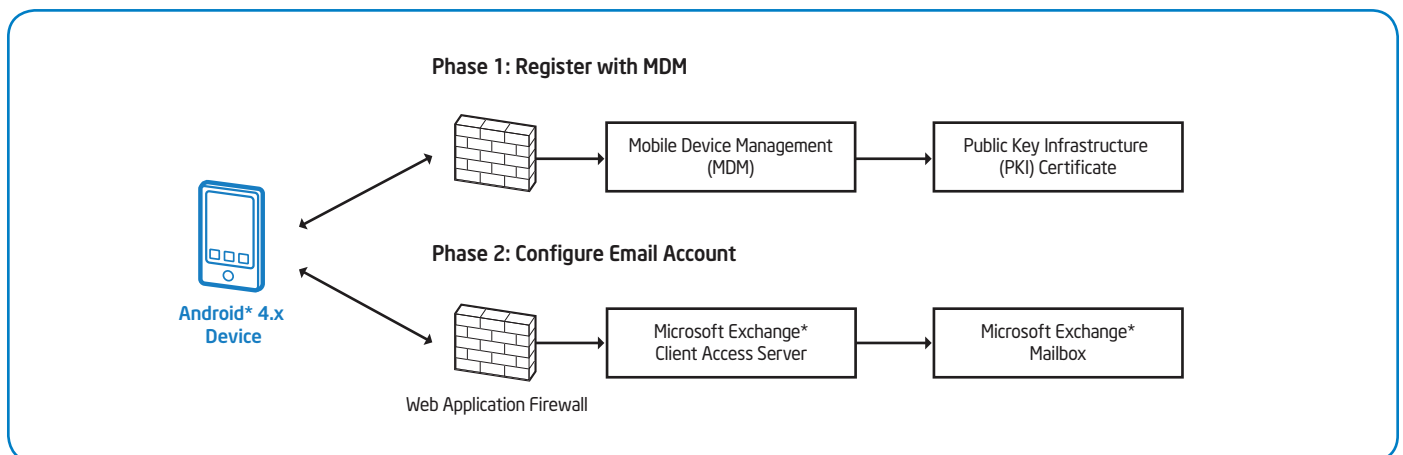 Phase 1: Register with MDM
Mobile Device Management
(MDM)
Public Key Infrastructure
(PKI) Certificate
Android* 4.x
Device
Phase 2: Configure Email Account
Microsoft Exchange*
Client Access Server
Microsoft Exchange*
Mailbox
Web Application Firewall